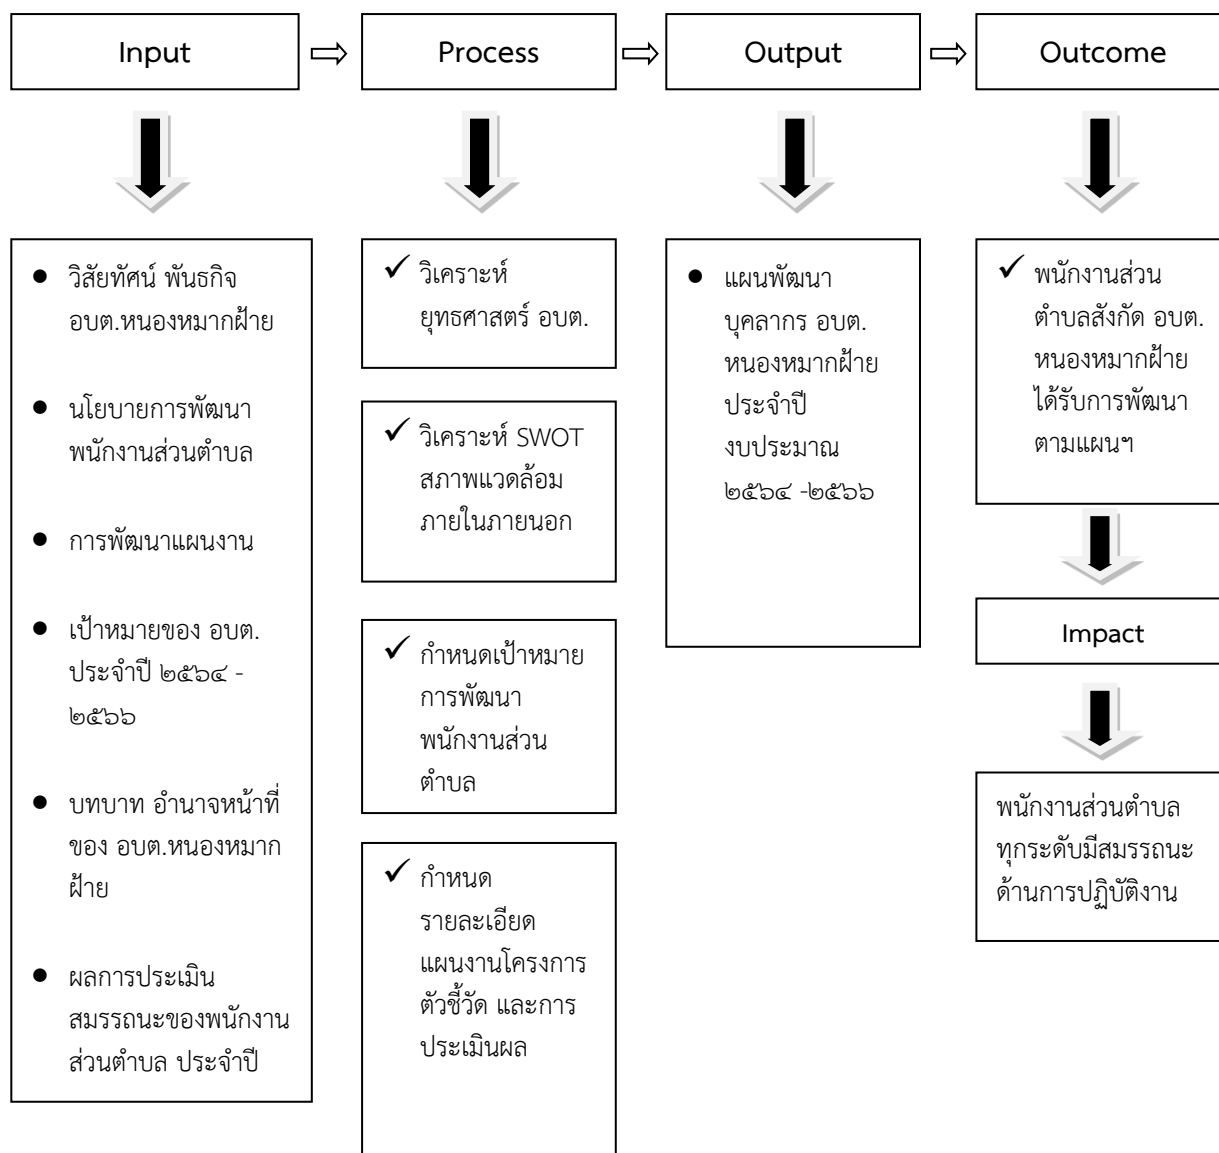 Input
Process
Output
Outcome
วิสัยทัศน์ พันธกิจ
อบต.หนองหมากฝ้าย
นโยบายการพัฒนา
พนักงานส่วนตำบล
การพัฒนาแผนงาน
เป้าหมายของ อบต.
ประจำปี ๒๕๖๔ -
๒๕๖๖
บทบาท อำนาจหน้าที่
ของ อบต.หนองหมาก
ฝ้าย
ผลการประเมิน
สมรรถนะของพนักงาน
ส่วนตำบล ประจำปี
วิเคราะห์
ยุทธศาสตร์ อบต.
วิเคราะห์ SWOT
สภาพแวดล้อม
ภายในภายนอก
กำหนดเป้าหมาย
การพัฒนา
พนักงานส่วน
ตำบล
กำหนด
รายละเอียด
แผนงานโครงการ
ตัวชี้วัด และการ
ประเมินผล
แผนพัฒนา
บุคลากร อบต.
หนองหมากฝ้าย
ประจำปี
งบประมาณ
๒๕๖๔ -๒๕๖๖
พนักงานส่วน
ตำบลสังกัด อบต.
หนองหมากฝ้าย
ได้รับการพัฒนา
ตามแผนฯ
Impact
พนักงานส่วนตำบล
ทุกระดับมีสมรรถนะ
ด้านการปฏิบัติงาน